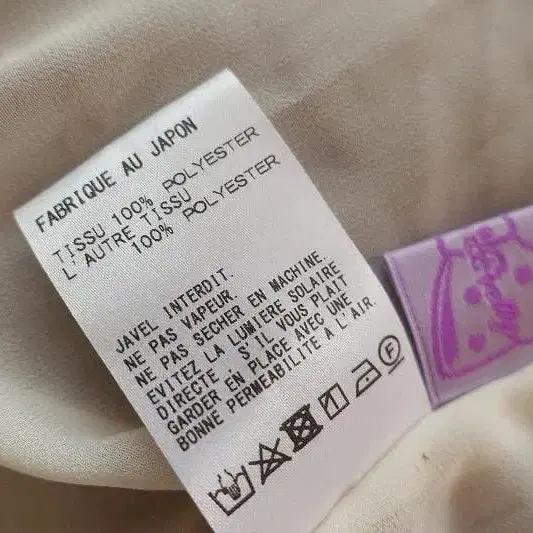 FABRIQUE AU JAPON
TISSU 100% POLYESTER
L'AUTRE TISSU
100% POLYESTER
JAVEL INTERDIT.
NE PAS VAPEUR.
NE PAS SECHER EN MACHINE.
EVITEZ LA LUMIERE SOLAIRE
DIRECTE, S'IL VOUS PLAIT
GARDER EN PLACE AVEC UNE
BONNE PERMEABILITE A L'AIR.
F